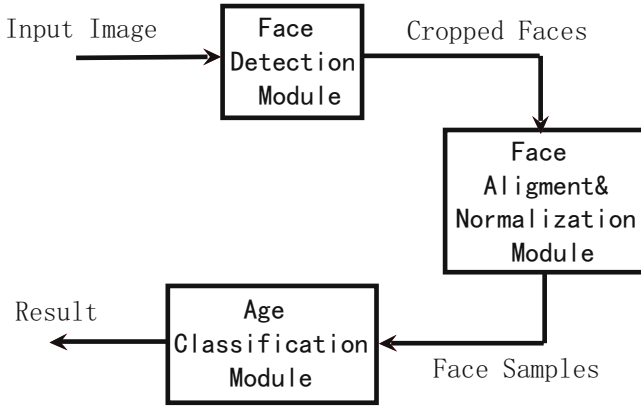 Input Image
Face
Detection
Module
Cropped Faces
Face
Aligment&
Normalization
Module
Face Samples
Age
Classification
Module
Result